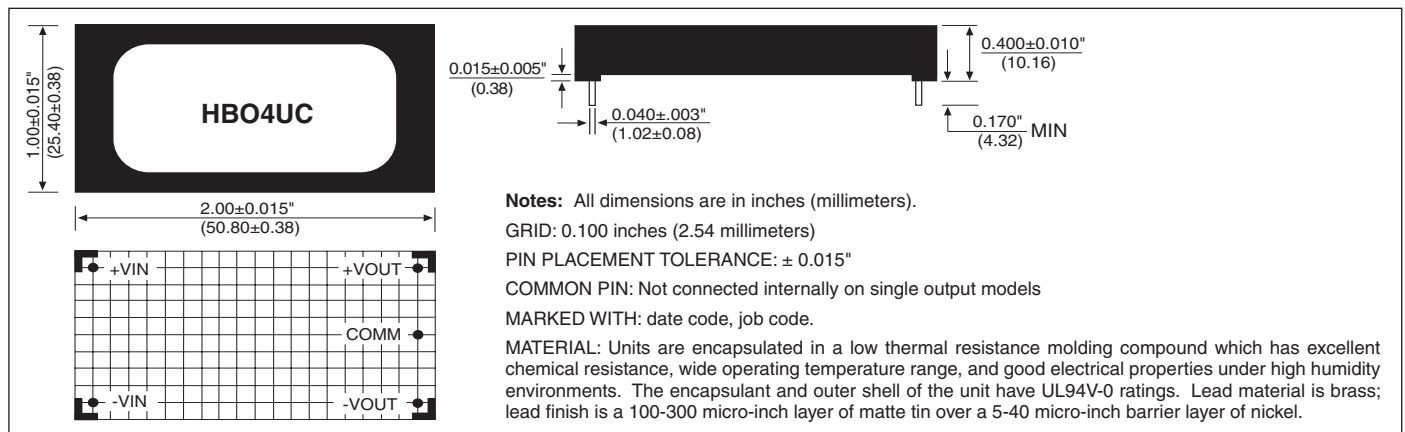 1.00±0.015"
(25.40±0.38)
HBO4UC
2.00±0.015"
(50.80±0.38)
0.015±0.005"
(0.38)
0.040±.003"
(1.02±0.08)
0.400±0.010"
(10.16)
0.170" MIN
(4.32)
+VIN
+VOUT
COMM
-VIN
-VOUT
Notes: All dimensions are in inches (millimeters).
GRID: 0.100 inches (2.54 millimeters)
PIN PLACEMENT TOLERANCE: ± 0.015"
COMMON PIN: Not connected internally on single output models
MARKED WITH: date code, job code.
MATERIAL: Units are encapsulated in a low thermal resistance molding compound which has excellent
chemical resistance, wide operating temperature range, and good electrical properties under high humidity
environments. The encapsulant and outer shell of the unit have UL94V-0 ratings. Lead material is brass;
lead finish is a 100-300 micro-inch layer of matte tin over a 5-40 micro-inch barrier layer of nickel.